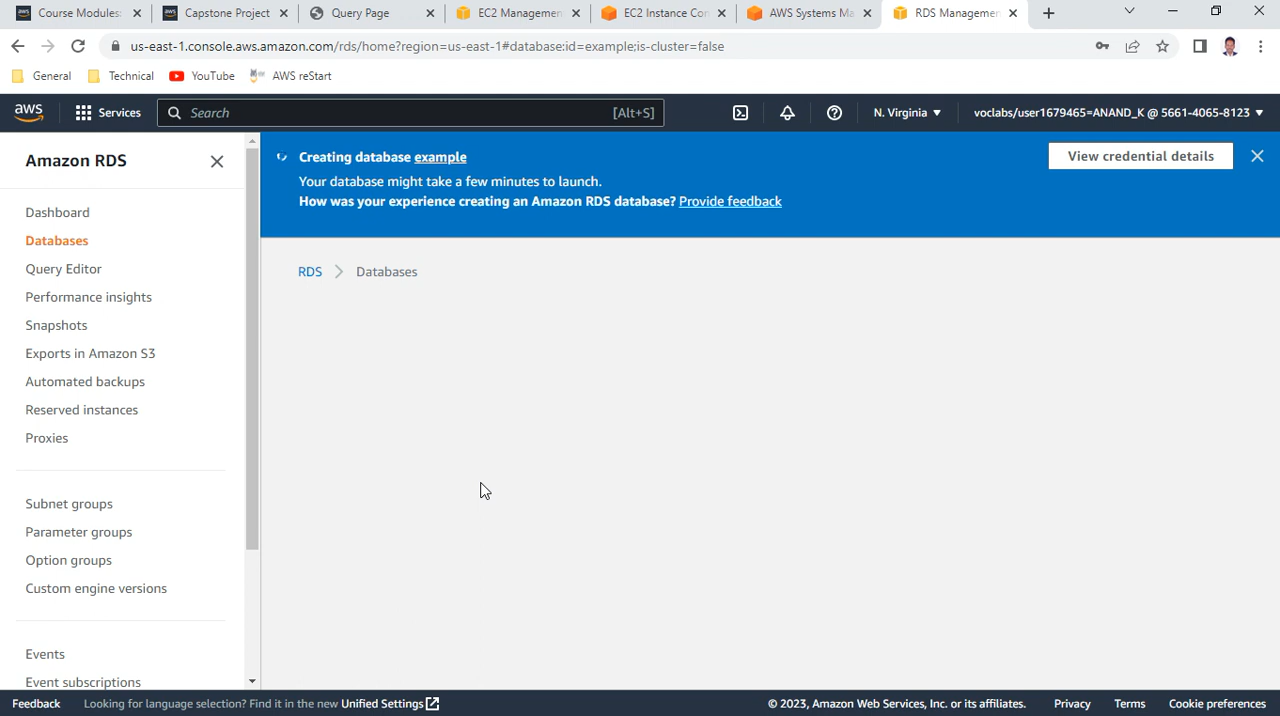 Course Modules:
Capstone Project
Query Page
EC2 Managemen
EC2 Instance Con
AWS Systems Ma
RDS Managemen
us-east-1.console.aws.amazon.com/rds/home?region=us-east-1#database:id=example;is-cluster=false
General
Technical
YouTube
AWS reStart
aws
Services
Search
[Alt+S]
N. Virginia
voclabs/user1679465=ANAND_K @ 5661-4065-8123
Amazon RDS
Dashboard
Databases
Query Editor
Performance insights
Snapshots
Exports in Amazon S3
Automated backups
Reserved instances
Proxies
Subnet groups
Parameter groups
Option groups
Custom engine versions
Events
Event subscriptions
Creating database example
Your database might take a few minutes to launch.
How was your experience creating an Amazon RDS database? Provide feedback
View credential details
RDS
Databases
Feedback
Looking for language selection? Find it in the new Unified Settings
© 2023, Amazon Web Services, Inc. or its affiliates.
Privacy
Terms
Cookie preferences